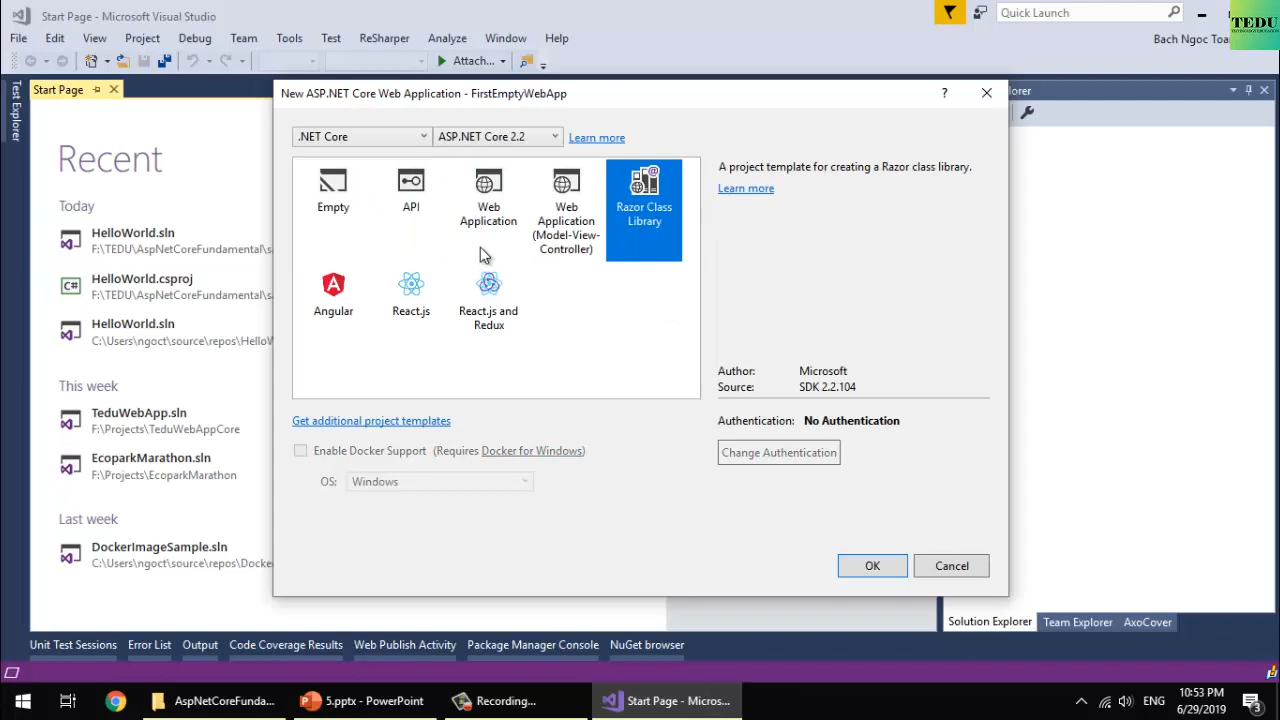 Start Page - Microsoft Visual Studio
Quick Launch
TEDU
File Edit View Project Debug Team Tools Test ReSharper Analyze Window Help
Bach Ngoc Toa
Attach...
Test Explorer
Start Page
orer
New ASP.NET Core Web Application - FirstEmptyWebApp
.NET Core
ASP.NET Core 2.2
Learn more
Recent
Today
HelloWorld.sln
F:\TEDU\AspNetCoreFundamental\sa
HelloWorld.csproj
F:\TEDU\AspNetCoreFundamental\sa
HelloWorld.sln
C:\Users\ngoct\source\repos\HelloW
This week
TeduWebApp.sln
F:\Projects\TeduWebAppCore
EcoparkMarathon.sln
F:\Projects\EcoparkMarathon
Last week
DockerImageSample.sln
C:\Users\ngoct\source\repos\Docke
Empty
API
Web
Application
Web
Application
(Model-View-
Controller)
Razor Class
Library
Angular
React.js
React.js and
Redux
A project template for creating a Razor class library.
Learn more
Author: Microsoft
Source: SDK 2.2.104
Get additional project templates
Authentication: No Authentication
Enable Docker Support (Requires Docker for Windows)
Change Authentication
OS: Windows
OK Cancel
Solution Explorer Team Explorer AxoCover
Unit Test Sessions Error List Output Code Coverage Results Web Publish Activity Package Manager Console NuGet browser
AspNetCoreFunda...
5.pptx - PowerPoint
Recording...
Start Page - Micros...
ENG
10:53 PM
6/29/2019
3